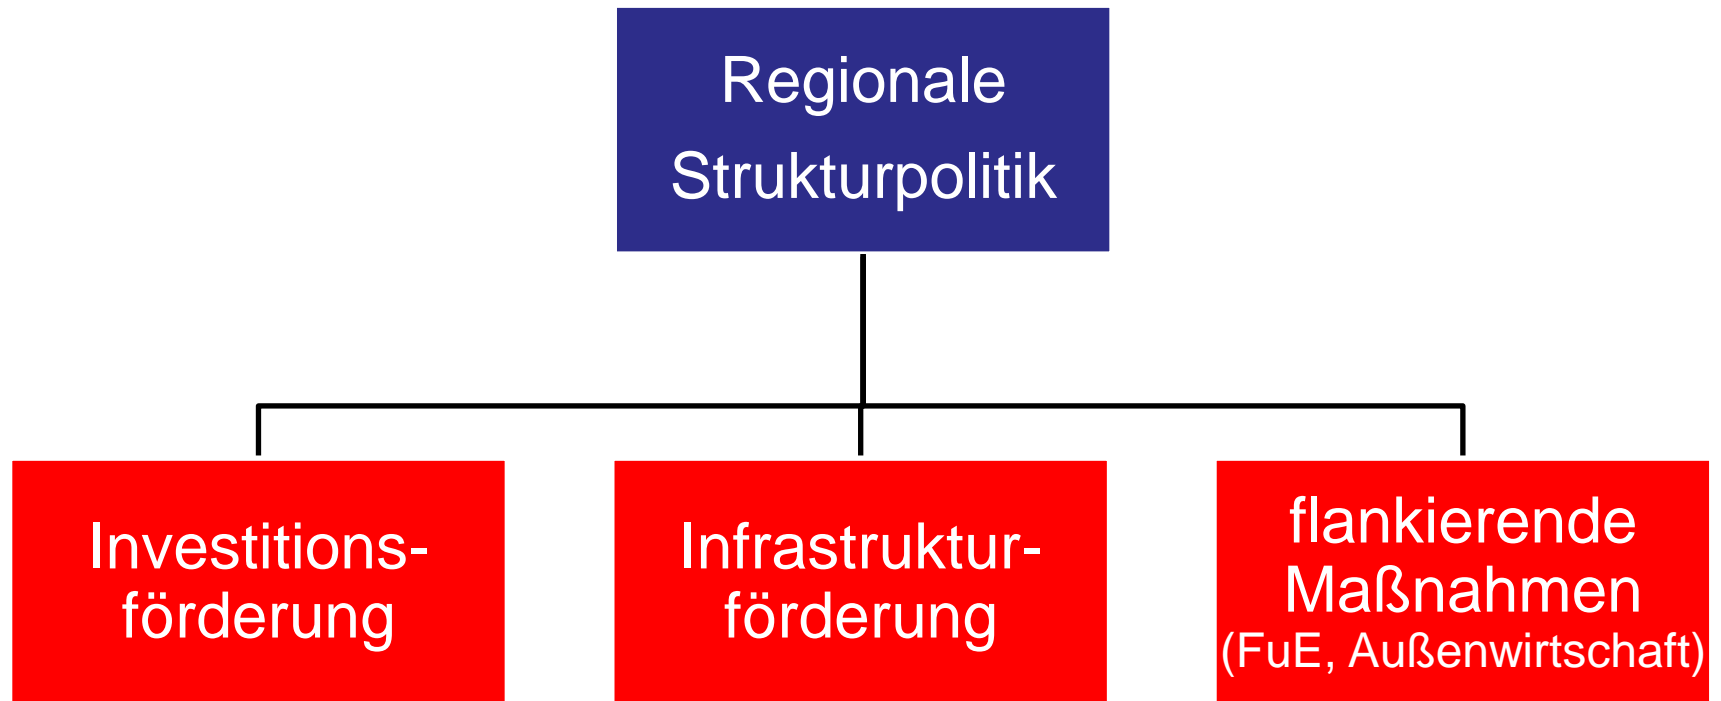 Regionale
Strukturpolitik
Investitions-
förderung
Infrastruktur-
förderung
flankierende
Maßnahmen
(FuE, Außenwirtschaft)